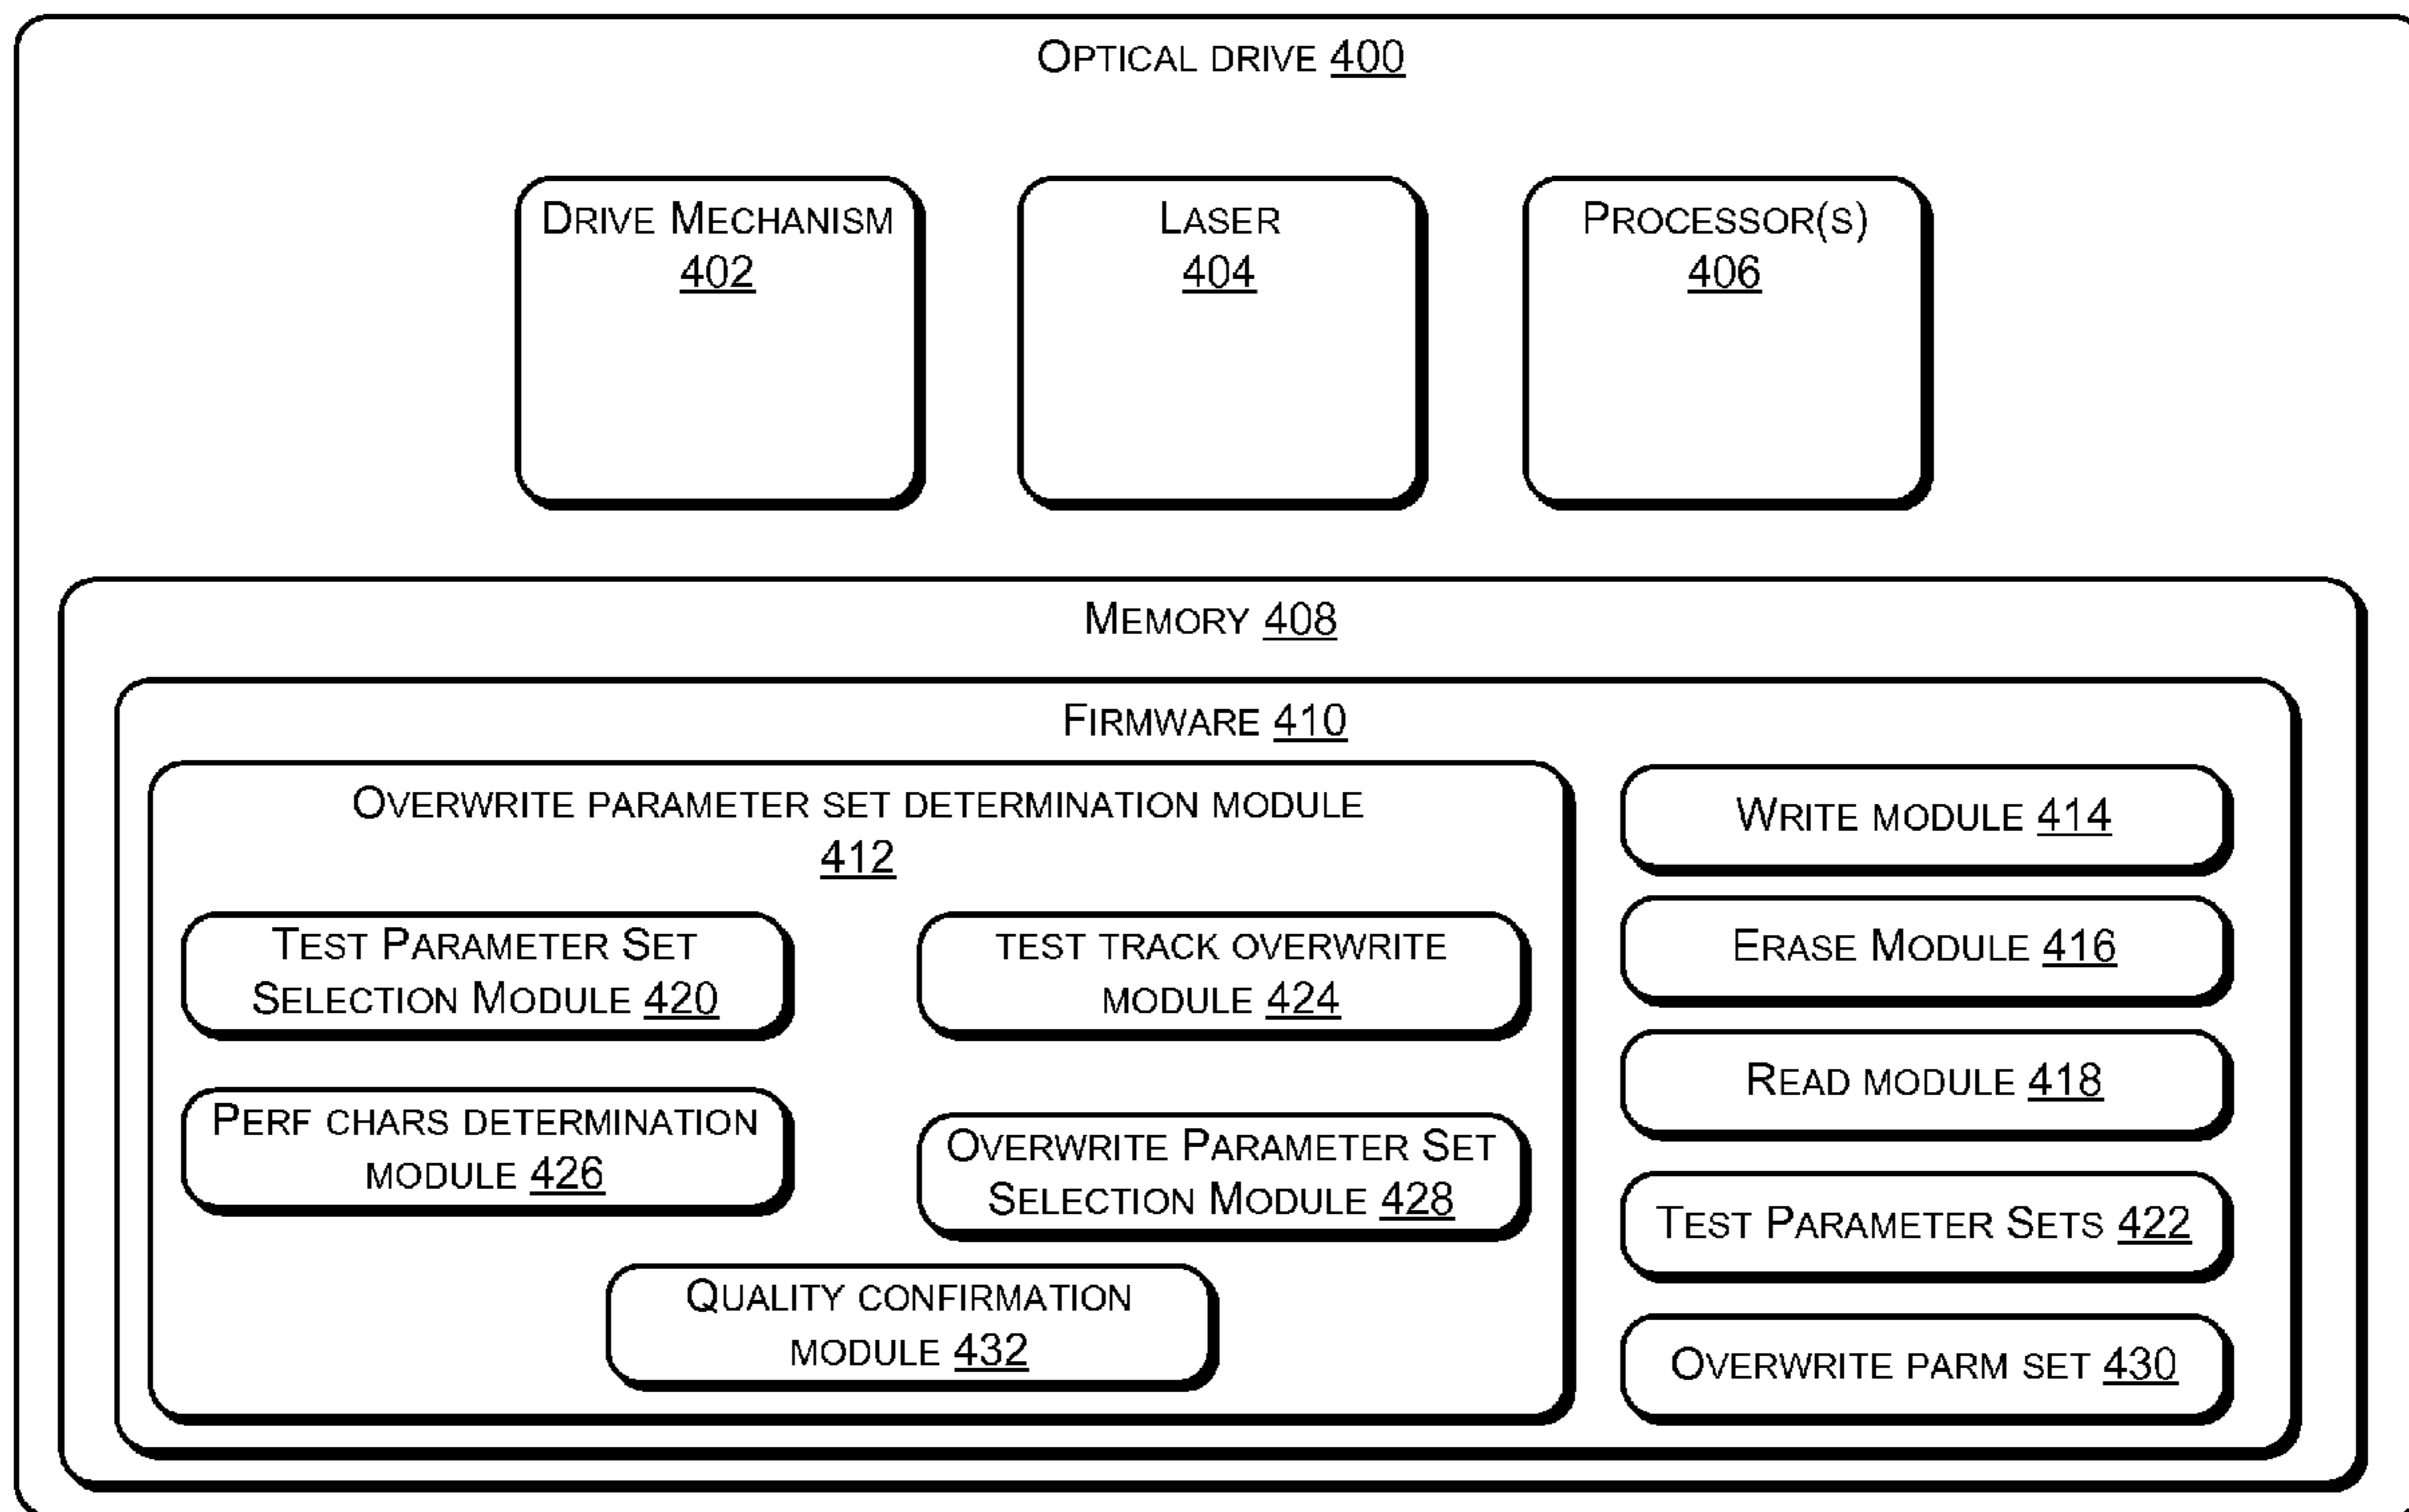 OPTICAL DRIVE 400
DRIVE MECHANISM
402
LASER
404
PROCESSOR(S)
406
MEMORY 408
FIRMWARE 410
OVERWRITE PARAMETER SET DETERMINATION MODULE
412
TEST PARAMETER SET
SELECTION MODULE 420
TEST TRACK OVERWRITE
MODULE 424
PERF CHARS DETERMINATION
MODULE 426
OVERWRITE PARAMETER SET
SELECTION MODULE 428
QUALITY CONFIRMATION
MODULE 432
WRITE MODULE 414
ERASE MODULE 416
READ MODULE 418
TEST PARAMETER SETS 422
OVERWRITE PARM SET 430